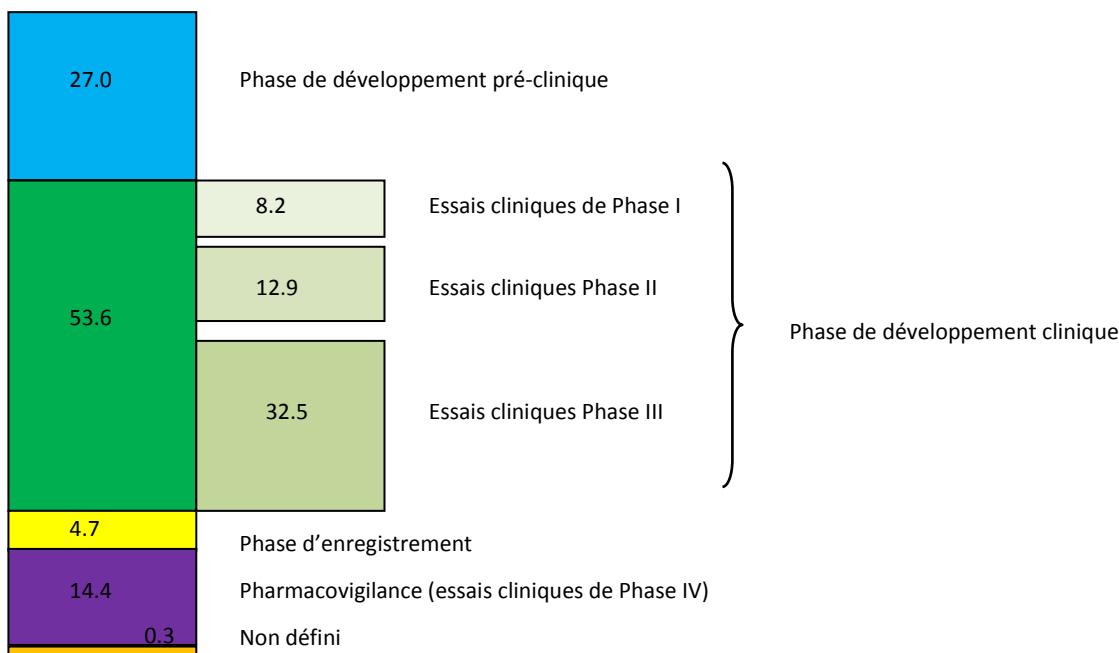 27.0 Phase de développement pré-clinique
8.2 Essais cliniques de Phase I
12.9 Essais cliniques Phase II
53.6
Phase de développement clinique
32.5 Essais cliniques Phase III
4.7
Phase d’enregistrement
14.4 Pharmacovigilance (essais cliniques de Phase IV)
0.3 Non défini